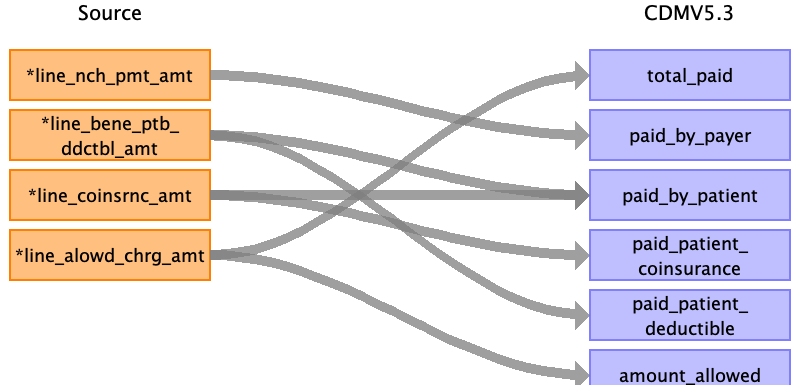 Source
CDMV5.3
*line_nch_pmt_amt
total_paid
*line_bene_ptb_
ddctbl_amt
paid_by_payer
*line_coinsrnc_amt
paid_by_patient
*line_alowd_chrg_amt
paid_patient_
coinsurance
paid_patient_
deductible
amount_allowed